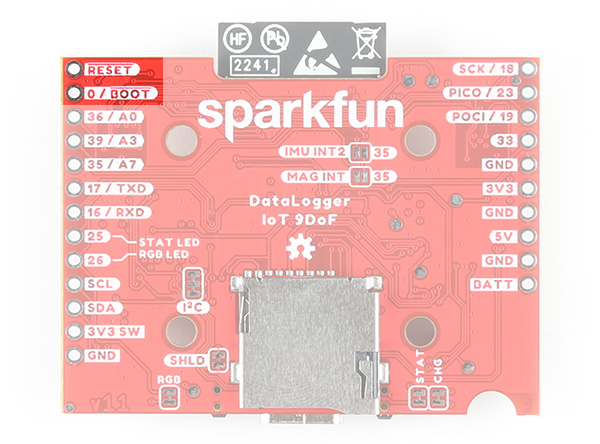 HF
Pb
2241.
RESET
0/BOOT
36/A0
39/A3
35/A7
17/TXD
16/RXD
25
STAT LED
26
RGB LED
SCL
SDA
3V3 SW
GND
SCK/18
PICO/23
POCI/19
33
GND
3V3
GND
5V
GND
BATT
sparkfun
IMU INT2
35
MAG INT
35
DataLogger
IoT 9DoF
I²C
SHLD
RGB
STAT
CHG
v11